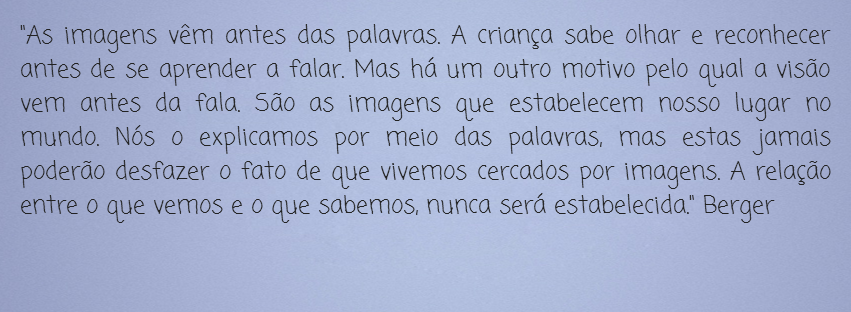 "As imagens vêm antes das palavras. A criança sabe olhar e reconhecer
antes de se aprender a falar. Mas há um outro motivo pelo qual a visão
vem antes da fala. São as imagens que estabelecem nosso lugar no
mundo. Nós o explicamos por meio das palavras, mas estas jamais
poderão desfazer o fato de que vivemos cercados por imagens. A relação
entre o que vemos e o que sabemos, nunca será estabelecida." Berger